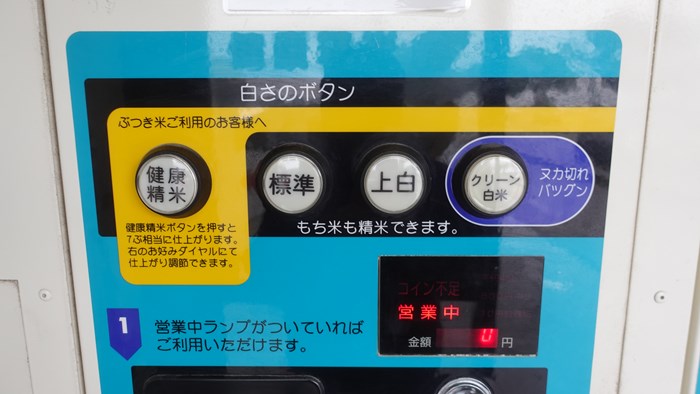 白さのボタン
ぶつき米ご利用のお客様へ
健康
精米
標準
上白
クリーン
白米
ヌカ切れ
バツグン
健康精米ボタンを押すと
7ぶ相当に仕上がります。
右のお好みダイヤルにて
仕上がり調節できます。
もち米も精米できます。
コイン不足
営業中
金額 0 円
1
営業中ランプがついていれば
ご利用いただけます。